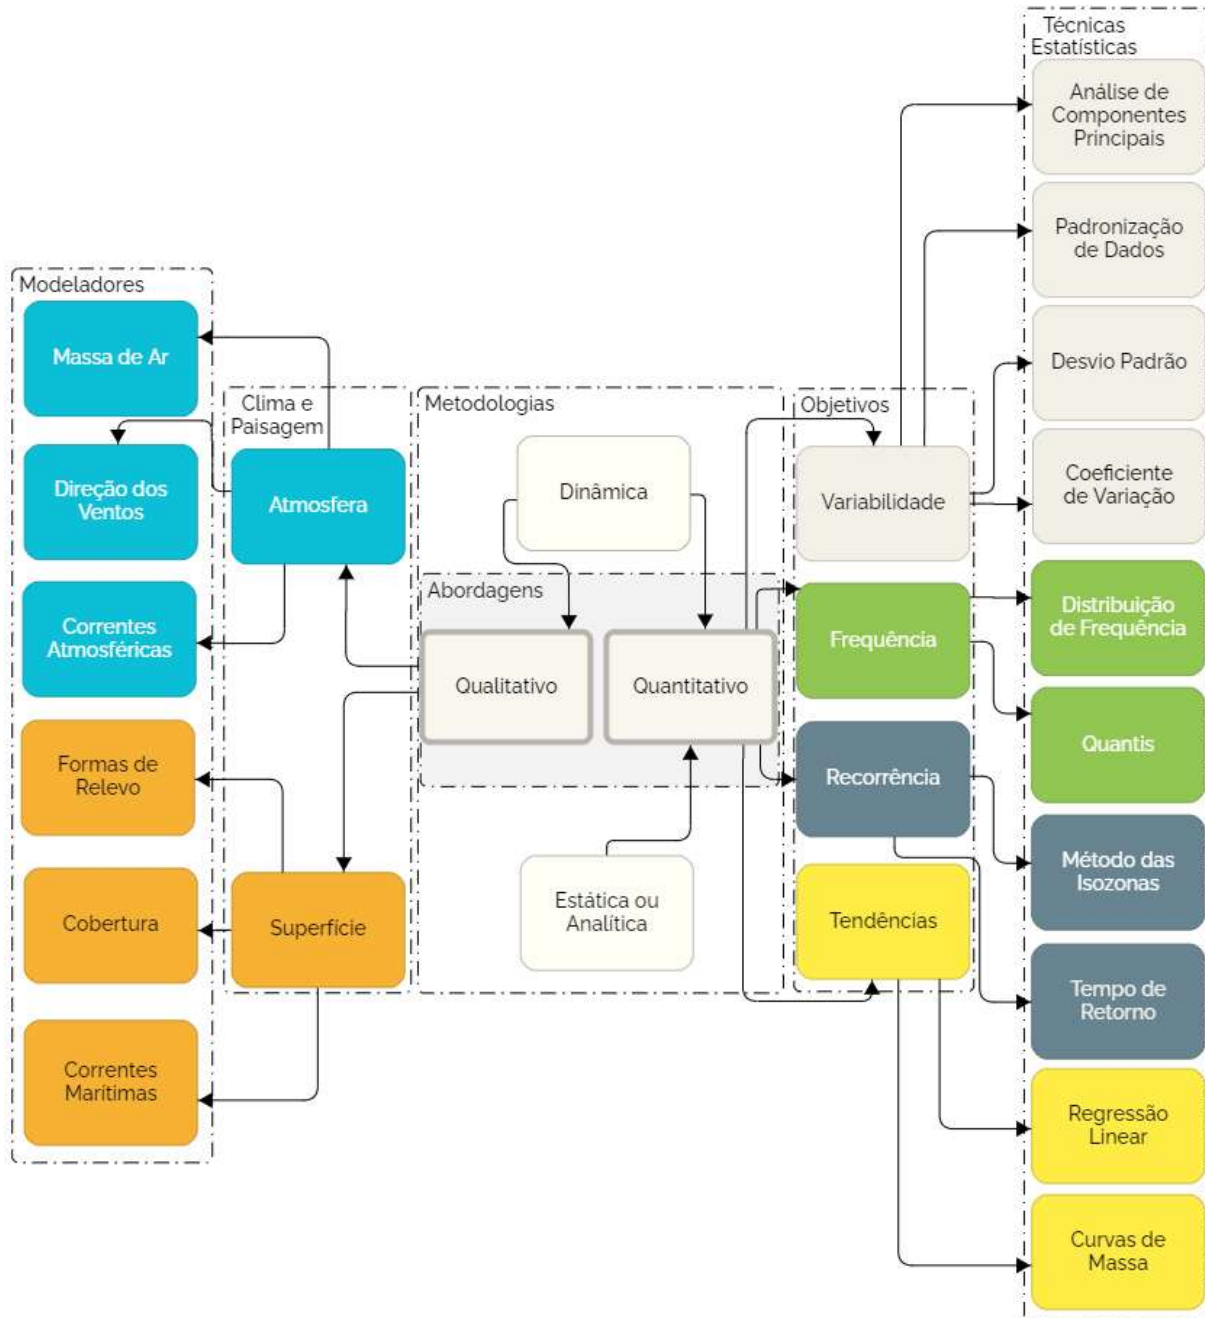 Modeladores
Massa de Ar
Direção dos
Ventos
Correntes
Atmosféricas
Formas de
Relevo
Cobertura
Correntes
Marítimas
Clima e
Paisagem
Atmosfera
Superfície
Metodologias
Dinâmica
Abordagens
Qualitativo
Quantitativo
Estática ou
Analítica
Objetivos
Variabilidade
Frequência
Recorrência
Tendências
Técnicas
Estatísticas
Análise de
Componentes
Principais
Padronização
de Dados
Desvio Padrão
Coeficiente
de Variação
Distribuição
de Frequência
Quantis
Método das
Isozonas
Tempo de
Retorno
Regressão
Linear
Curvas de
Massa